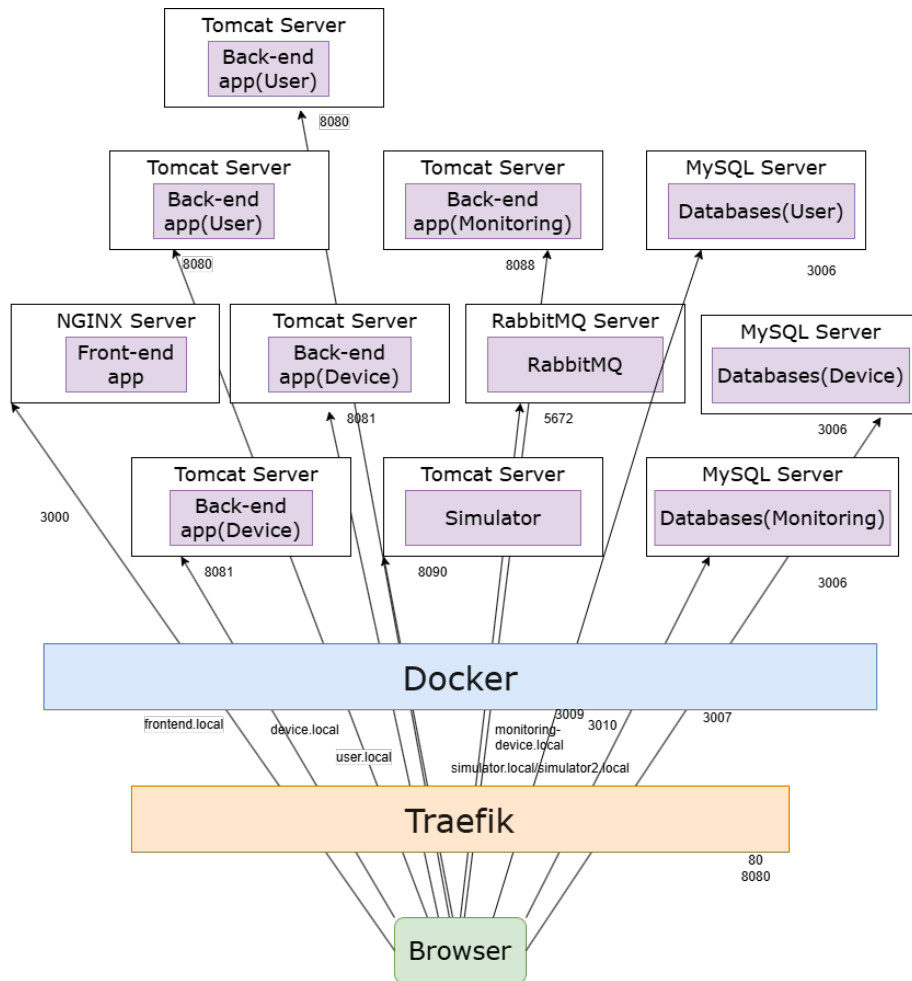 Tomcat Server
Back-end
app(User)
8080
Tomcat Server
Back-end
app(User)
8080
Tomcat Server
Back-end
app(Monitoring)
8088
MySQL Server
Databases(User)
3006
NGINX Server
Front-end
app
3000
Tomcat Server
Back-end
app(Device)
8081
RabbitMQ Server
RabbitMQ
5672
MySQL Server
Databases(Device)
3006
Tomcat Server
Back-end
app(Device)
8081
Tomcat Server
Simulator
8090
MySQL Server
Databases(Monitoring)
3006
Docker
frontend.local
device.local
user.local
monitoring-
device.local
3009
3010
3007
simulator.local/simulator2.local
Traefik
80
8080
Browser